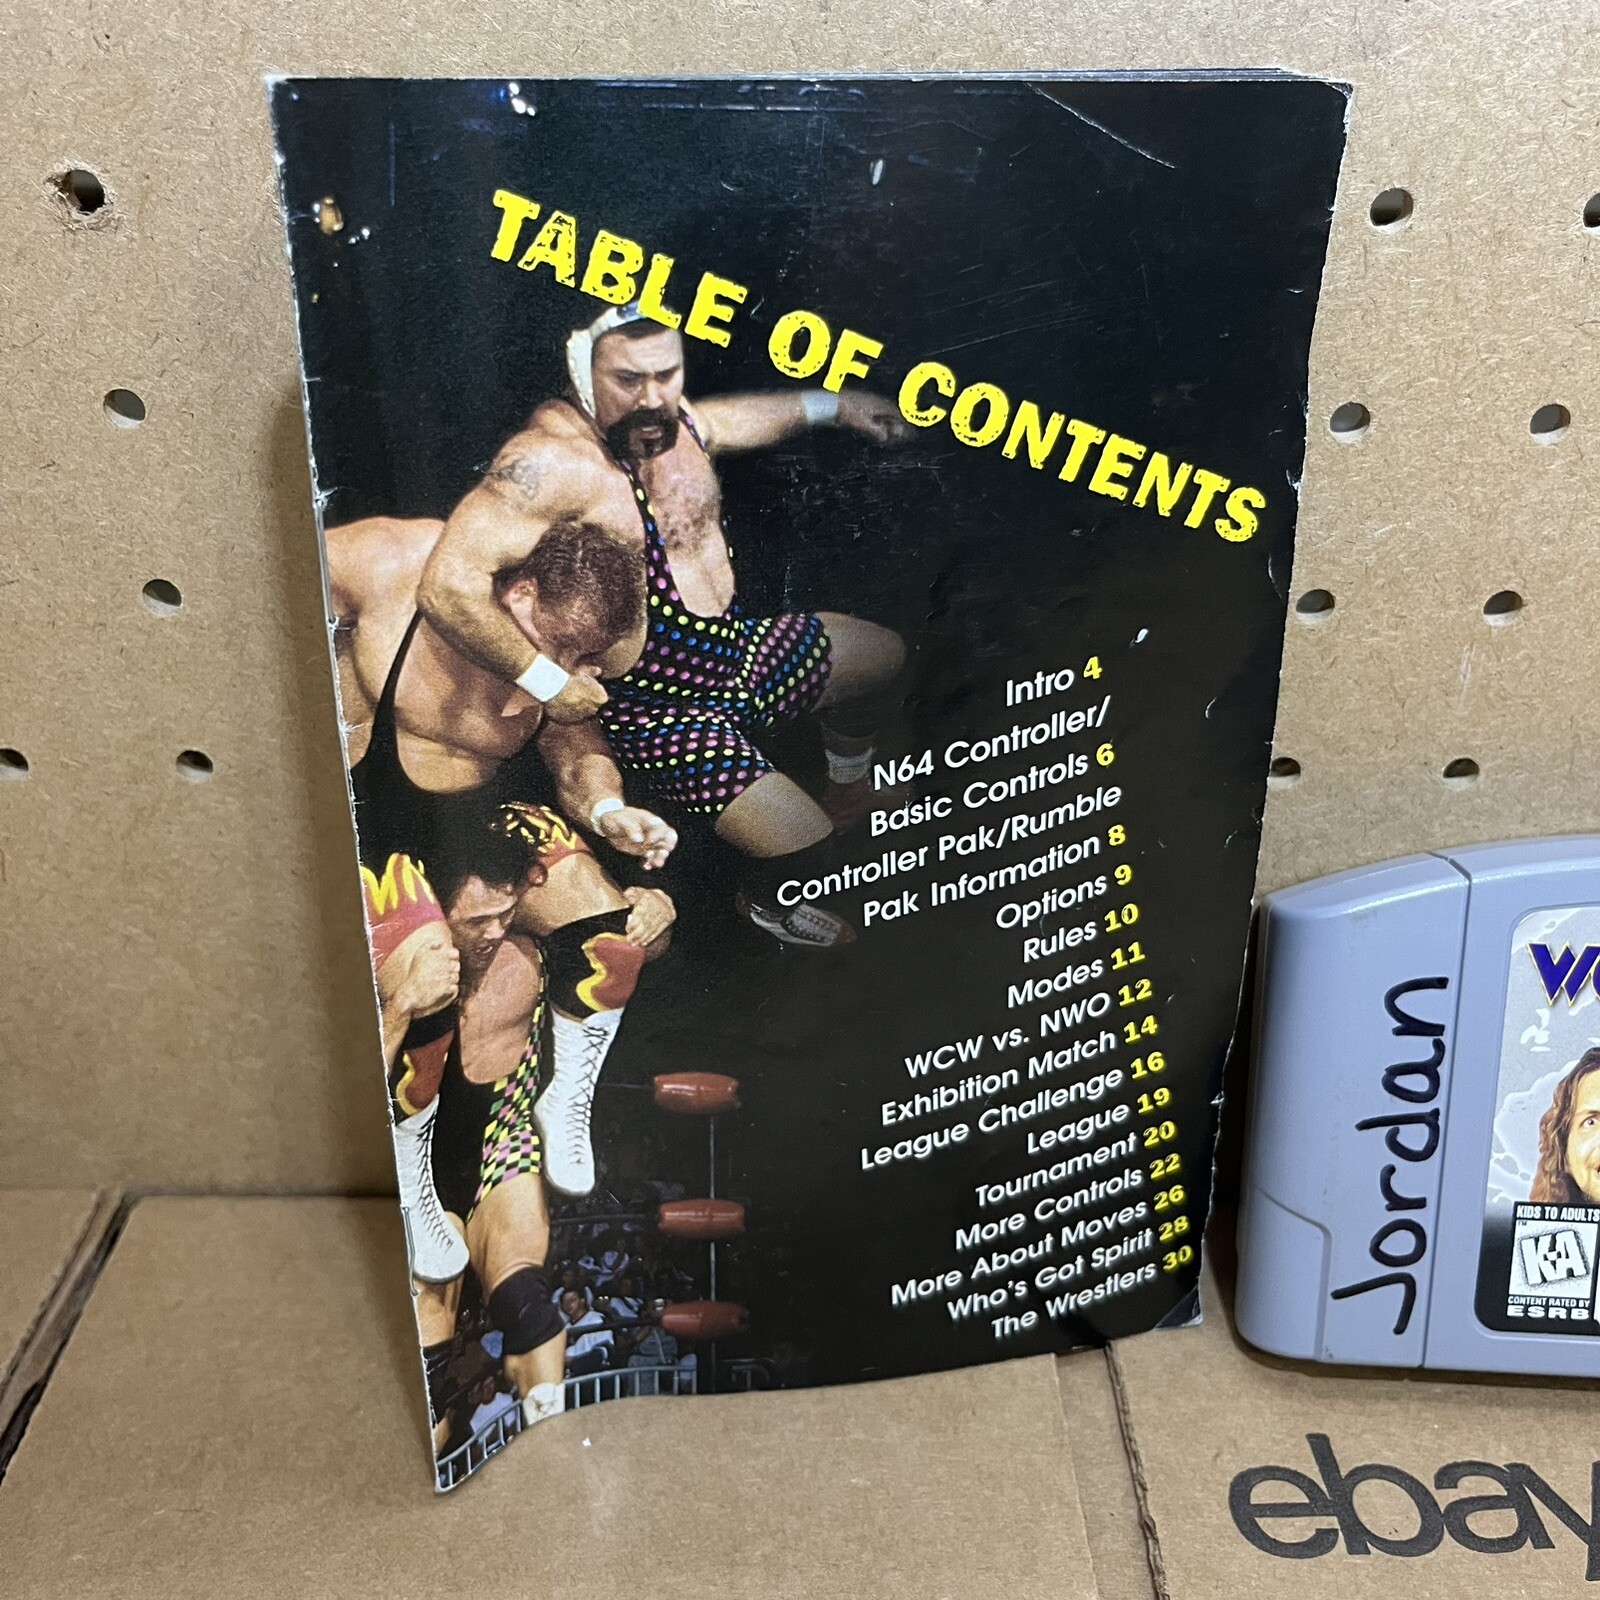 TABLE OF CONTENTS
Intro 4
N64 Controller/
Basic Controls 6
Controller Pak/Rumble
Pak Information 8
Options 9
Rules 10
Modes 11
WCW vs. NWO 12
Exhibition Match 14
League Challenge 16
League 19
Tournament 20
More Controls 22
More About Moves 26
Who's Got Spirit 28
The Wrestlers 30
Jordan
KIDS TO ADULTS
K-A
CONTENT RATED BY
ESRB
ebay